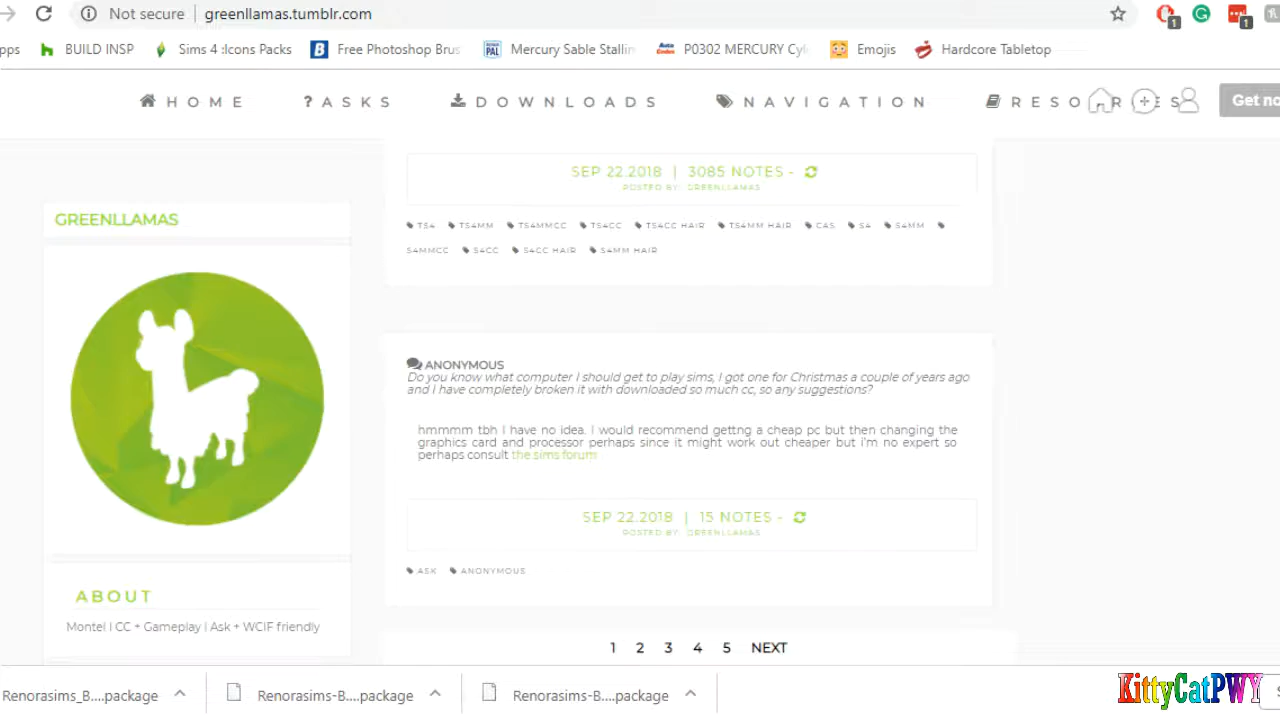 Not secure | greenllamas.tumblr.com
1
1
pps BUILD INSP Sims 4 :Icons Packs Free Photoshop Brus Mercury Sable Stallin P0302 MERCURY Cyl Emojis Hardcore Tabletop
HOME ? ASKS DOWNLOADS NAVIGATION RESO R ES Get no
SEP 22.2018 | 3085 NOTES -
POSTED BY: GREENLLAMAS
GREENLLAMAS
TS4 TS4MM TS4MMCC TS4CC TS4CC HAIR TS4MM HAIR CAS S4 S4MM
S4MMCC S4CC S4CC HAIR S4MM HAIR
ANONYMOUS
Do you know what computer I should get to play sims, I got one for Christmas a couple of years ago
and I have completely broken it with downloaded so much cc, so any suggestions?
hmmmm tbh I have no idea. I would recommend gettng a cheap pc but then changing the
graphics card and processor perhaps since it might work out cheaper but i'm no expert so
perhaps consult the sims forum
SEP 22.2018 | 15 NOTES -
POSTED BY: GREENLLAMAS
ASK ANONYMOUS
ABOUT
Montel | CC + Gameplay | Ask + WCIF friendly
1 2 3 4 5 NEXT
Renorasims_B....package Renorasims-B....package Renorasims-B....package
KittyCatPWY